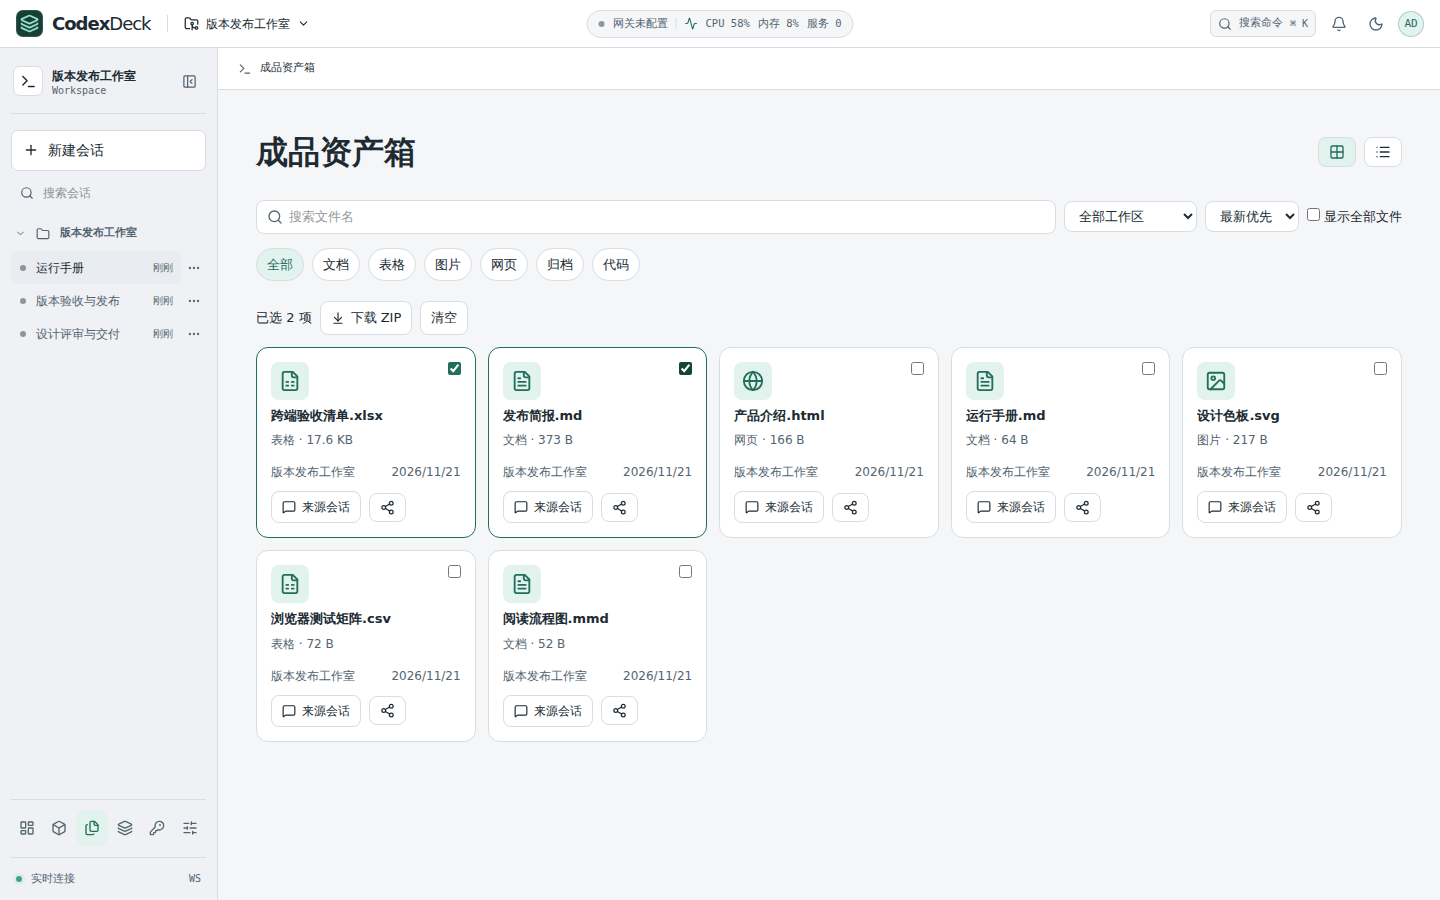 CodexDeck
版本发布工作室
网关未配置 CPU 58% 内存 8% 服务 0
搜索命令 ⌘ K
AD
版本发布工作室
Workspace
新建会话
搜索会话
版本发布工作室
运行手册 刚刚
版本验收与发布 刚刚
设计评审与交付 刚刚
实时连接 WS
成品资产箱
成品资产箱
搜索文件名
全部工作区
最新优先
显示全部文件
全部 文档 表格 图片 网页 归档 代码
已选 2 项 下载 ZIP 清空
跨端验收清单.xlsx
表格 · 17.6 KB
版本发布工作室 2026/11/21
来源会话
发布简报.md
文档 · 373 B
版本发布工作室 2026/11/21
来源会话
产品介绍.html
网页 · 166 B
版本发布工作室 2026/11/21
来源会话
运行手册.md
文档 · 64 B
版本发布工作室 2026/11/21
来源会话
设计色板.svg
图片 · 217 B
版本发布工作室 2026/11/21
来源会话
浏览器测试矩阵.csv
表格 · 72 B
版本发布工作室 2026/11/21
来源会话
阅读流程图.mmd
文档 · 52 B
版本发布工作室 2026/11/21
来源会话